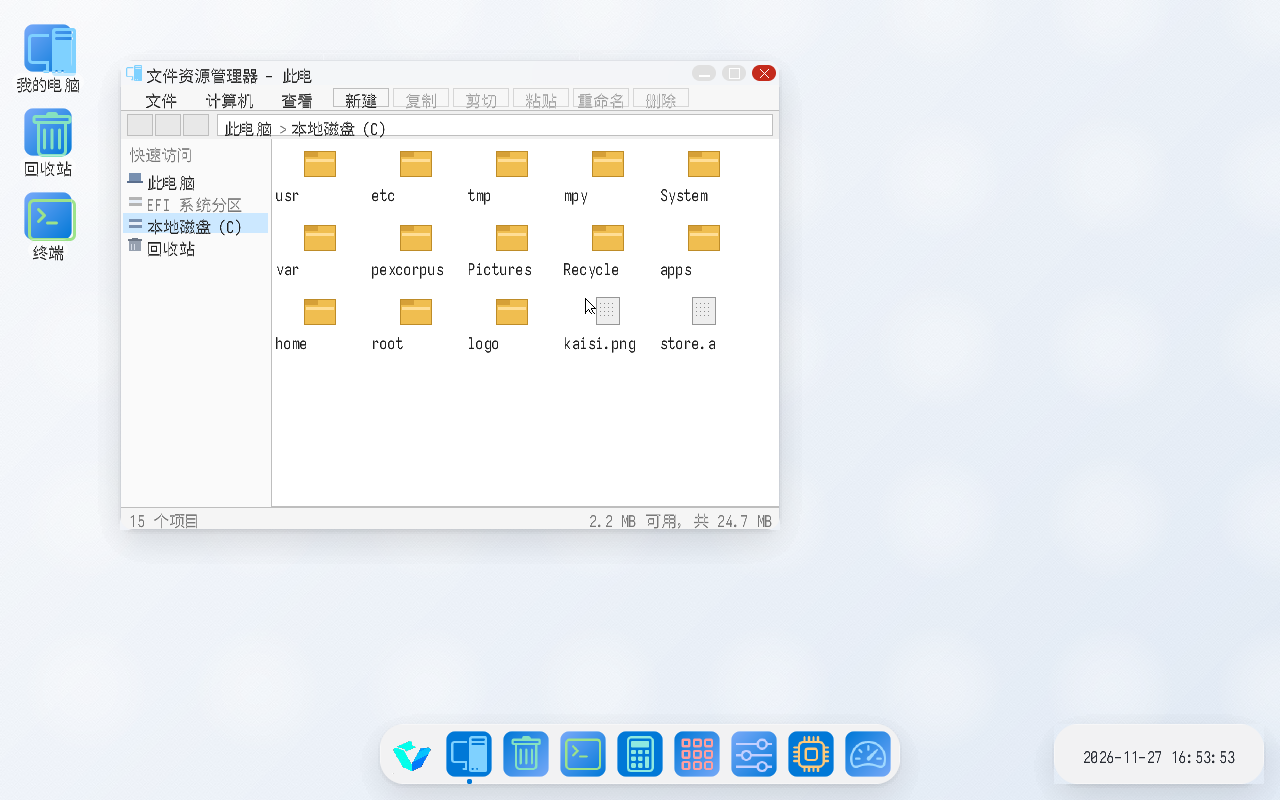 我的电脑
回收站
终端
文件资源管理器 - 此电
文件 计算机 查看 新建 复制 剪切 粘贴 重命名 删除
此电脑 > 本地磁盘 (C)
快速访问
此电脑
EFI 系统分区
本地磁盘 (C)
回收站
usr etc tmp mpy System
var pexcorpus Pictures Recycle apps
home root logo kaisi.png store.a
15 个项目
2.2 MB 可用, 共 24.7 MB
2026-11-27 16:53:53